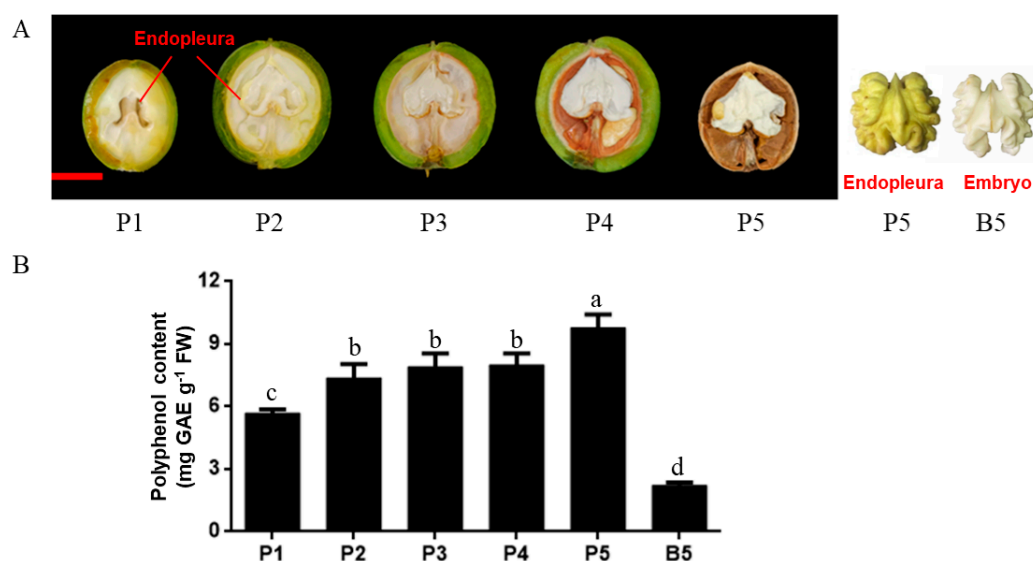 A
Endopleura
Endopleura Embryo
P1 P2 P3 P4 P5 P5 B5
B
Polyphenol content
(mg GAE g⁻¹ FW)
12
9
6
3
0
c b b b a d
P1 P2 P3 P4 P5 B5